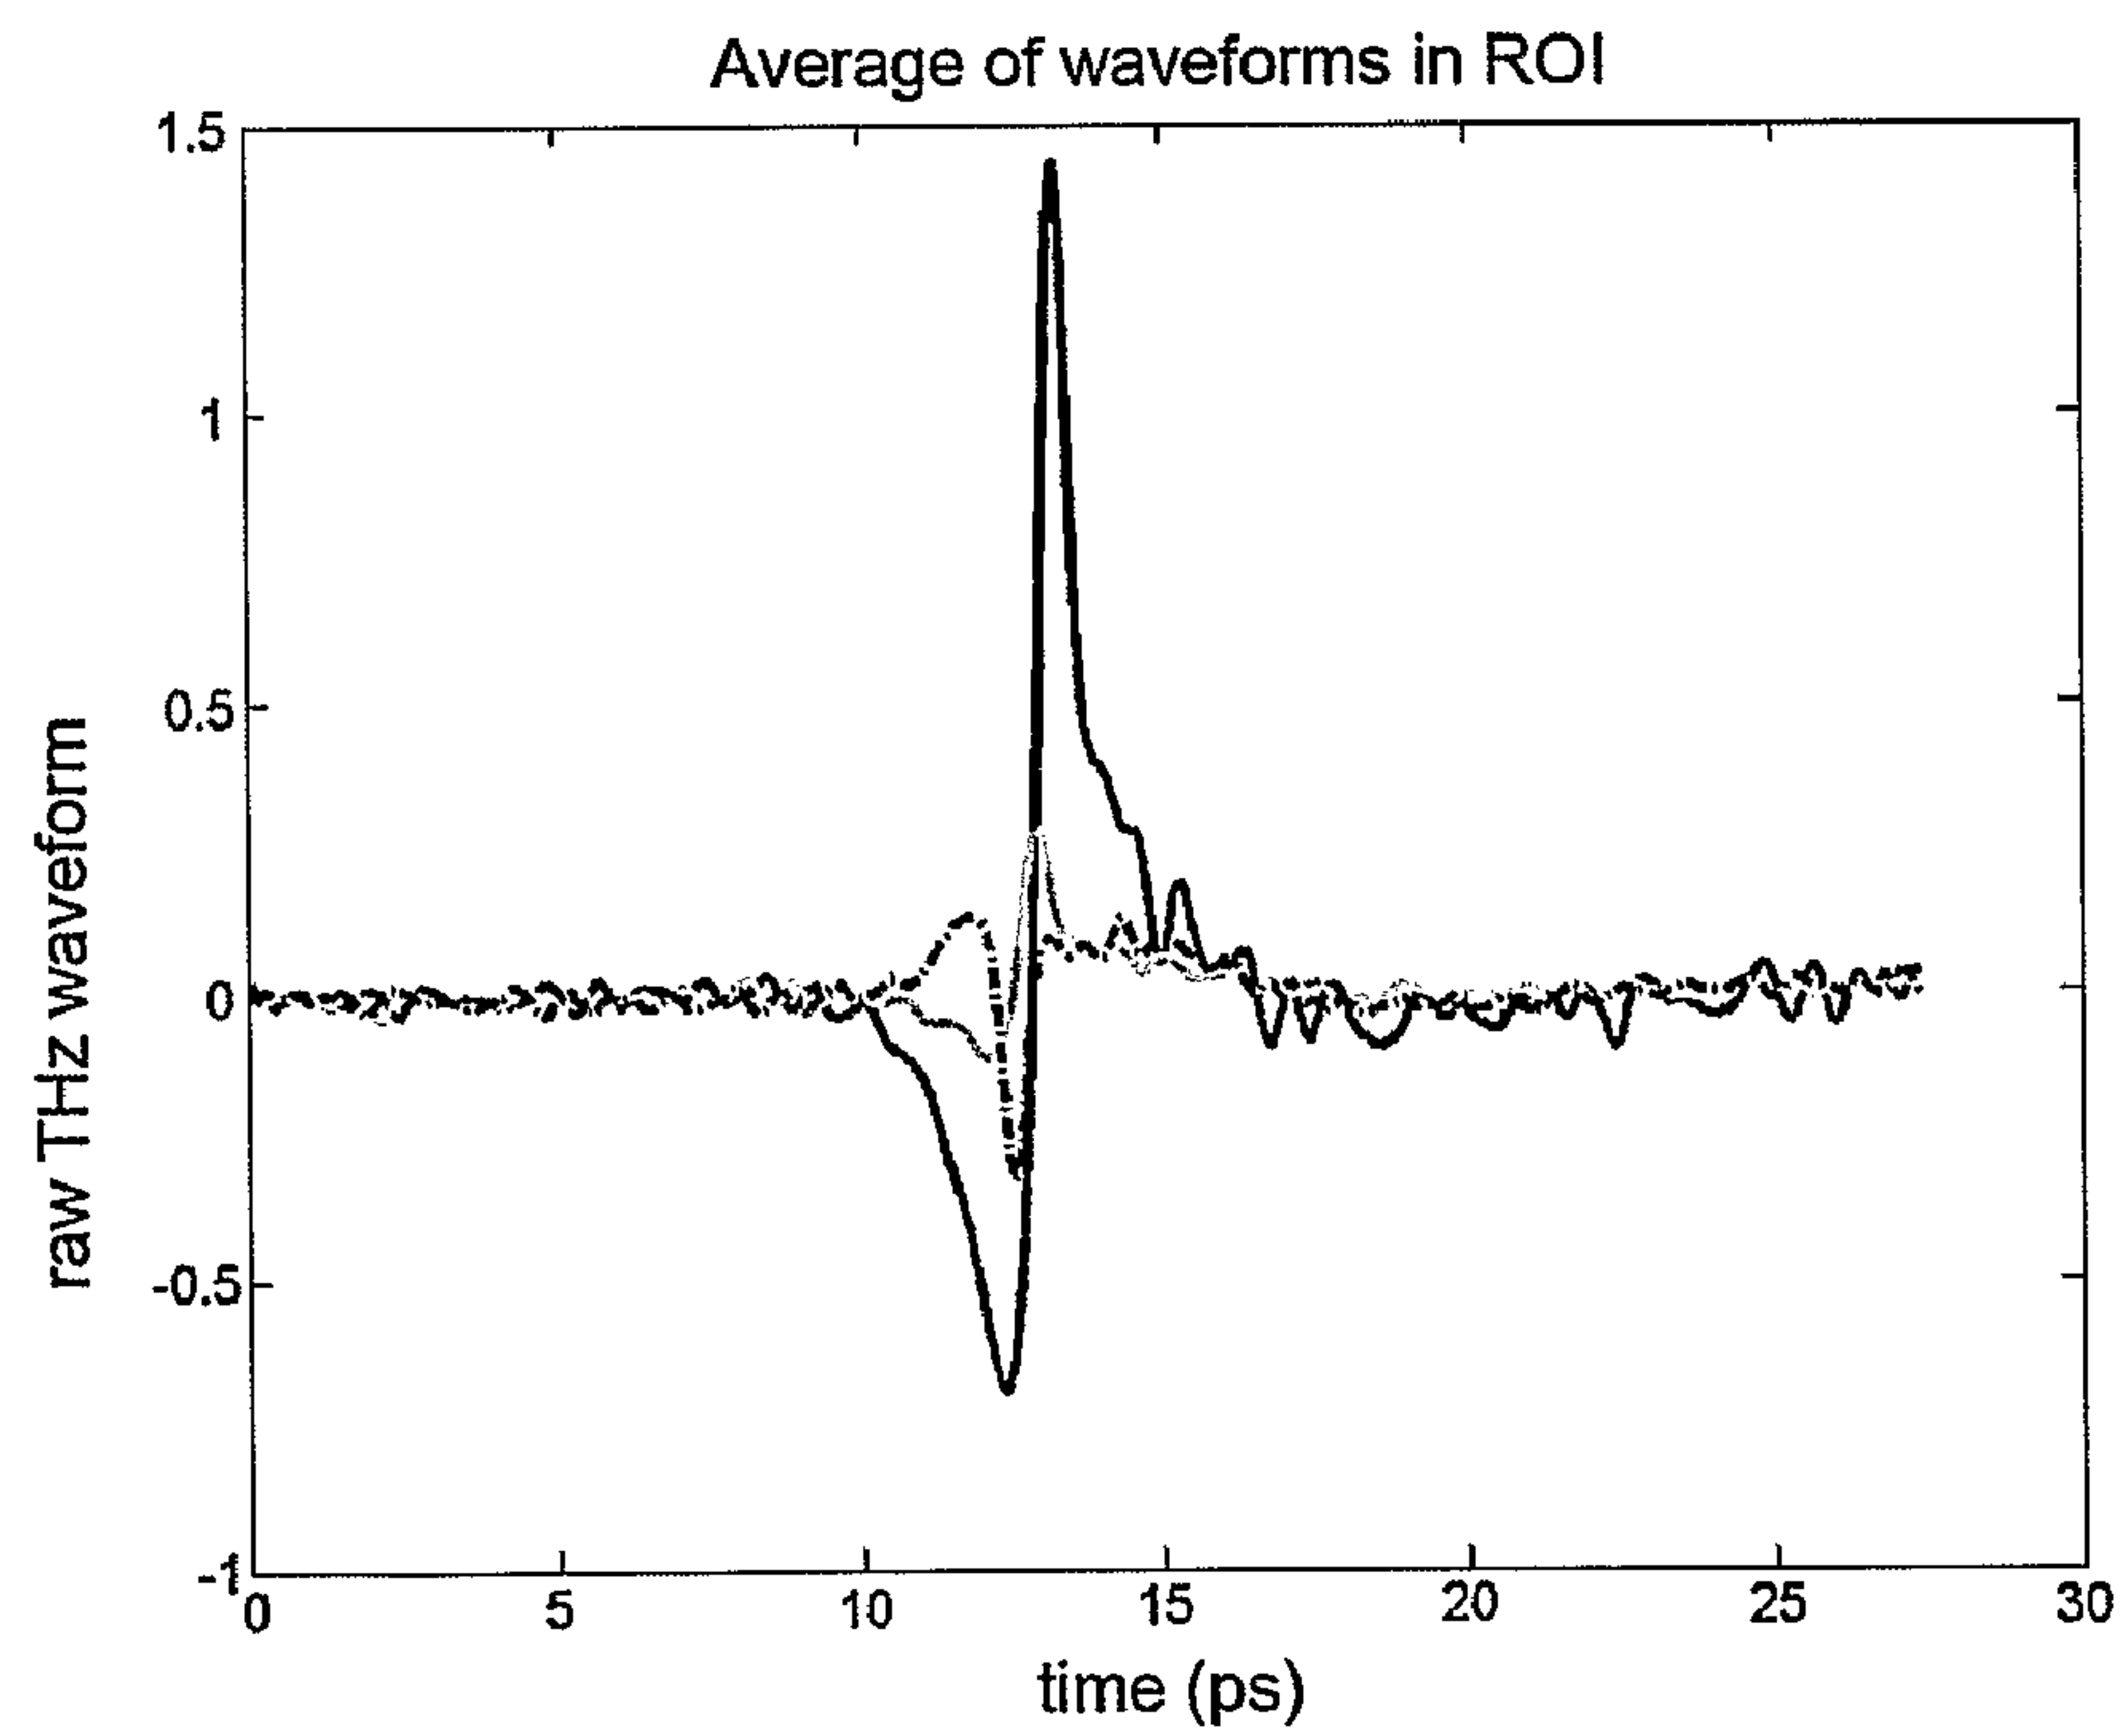 Average of waveforms in ROI
1.5
1
0.5
0
-0.5
-1
raw THz waveform
0 5 10 15 20 25 30
time (ps)